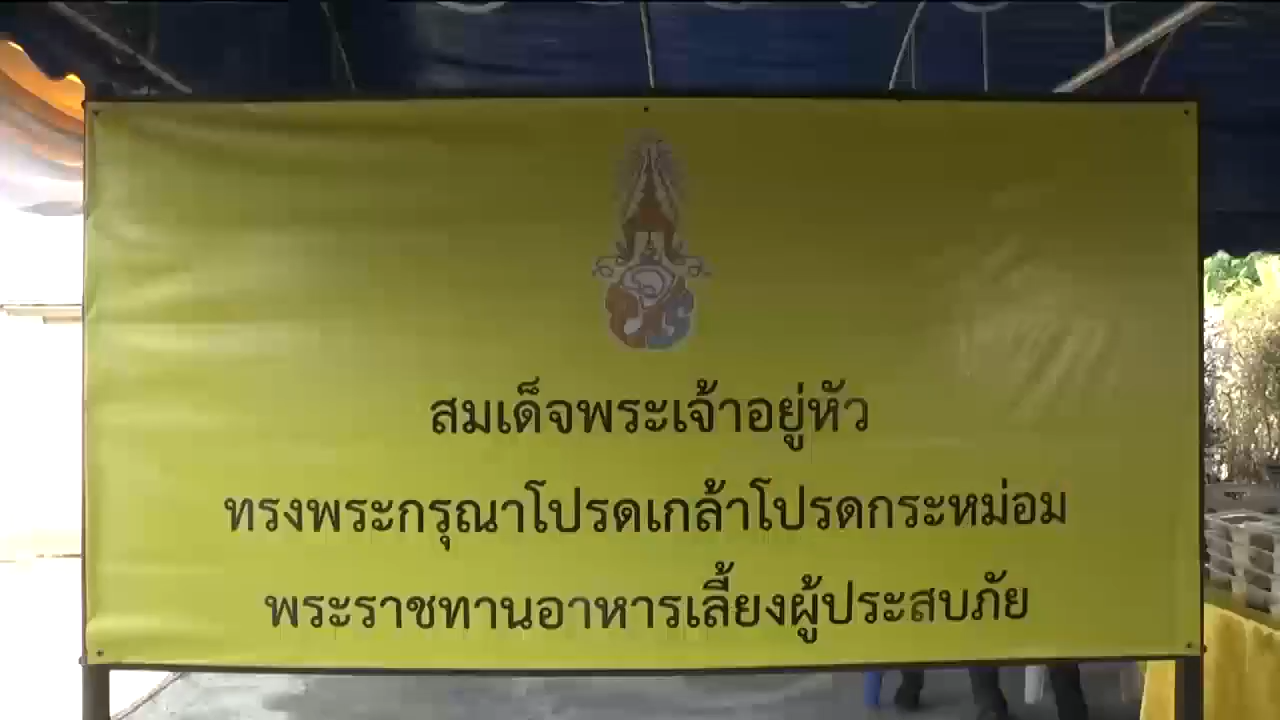 สมเด็จพระเจ้าอยู่หัว
ทรงพระกรุณาโปรดเกล้าโปรดกระหม่อม
พระราชทานอาหารเลี้ยงผู้ประสบภัย